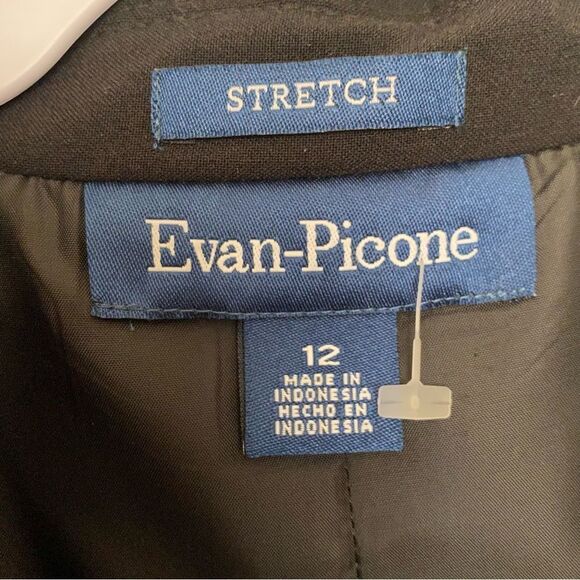 STRETCH
Evan-Picone
12
MADE IN
INDONESIA
HECHO EN
INDONESIA